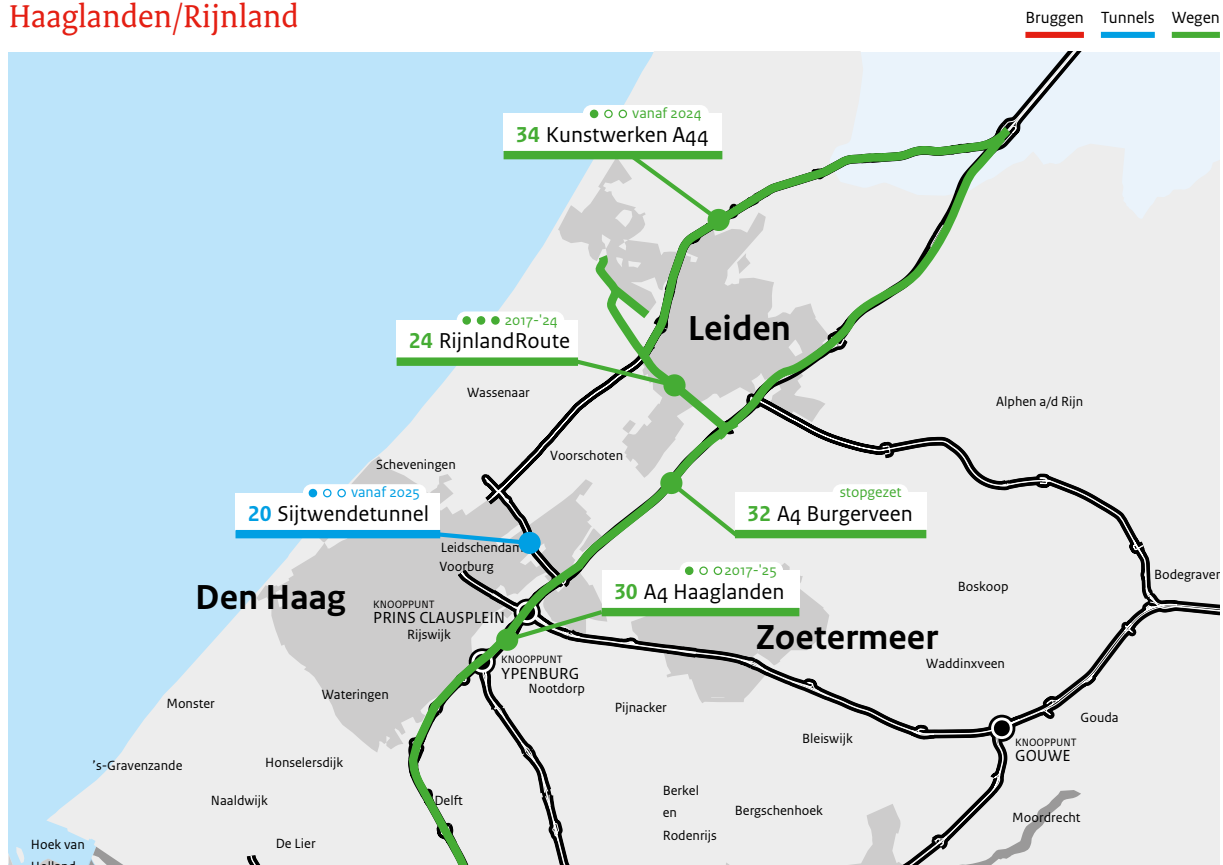 Haaglanden/Rijnland
Bruggen Tunnels Wegen
vanaf 2024
34 Kunstwerken A44
2017-'24
24 RijnlandRoute
Leiden
Wassenaar
Alphen a/d Rijn
Voorschoten
Scheveningen
vanaf 2025
20 Sijtwendetunnel
stopgezet
32 A4 Burgerveen
Leidschendam
Voorburg
2017-'25
30 A4 Haaglanden
Bodegraven
Boskoop
Den Haag
KNOOPPUNT
PRINS CLAUSPLEIN
Rijswijk
Zoetermeer
Waddinxveen
KNOOPPUNT
YPENBURG
Nootdorp
Wateringen
Monster
Pijnacker
Gouda
Bleiswijk
KNOOPPUNT
GOUWE
's-Gravenzande
Honselersdijk
Naaldwijk
Delft
Berkel
en
Rodenrijs
Bergschenhoek
Moordrecht
De Lier
Hoek van
Holland